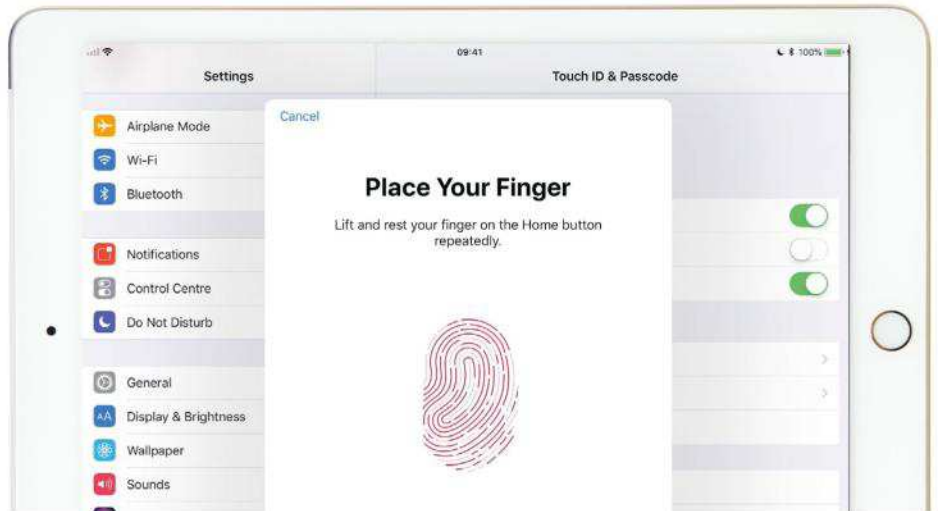 09:41
100%
Settings
Touch ID & Passcode
Cancel
Airplane Mode
Wi-Fi
Bluetooth
Place Your Finger
Lift and rest your finger on the Home button
repeatedly.
Notifications
Control Centre
Do Not Disturb
General
AA Display & Brightness
Wallpaper
Sounds